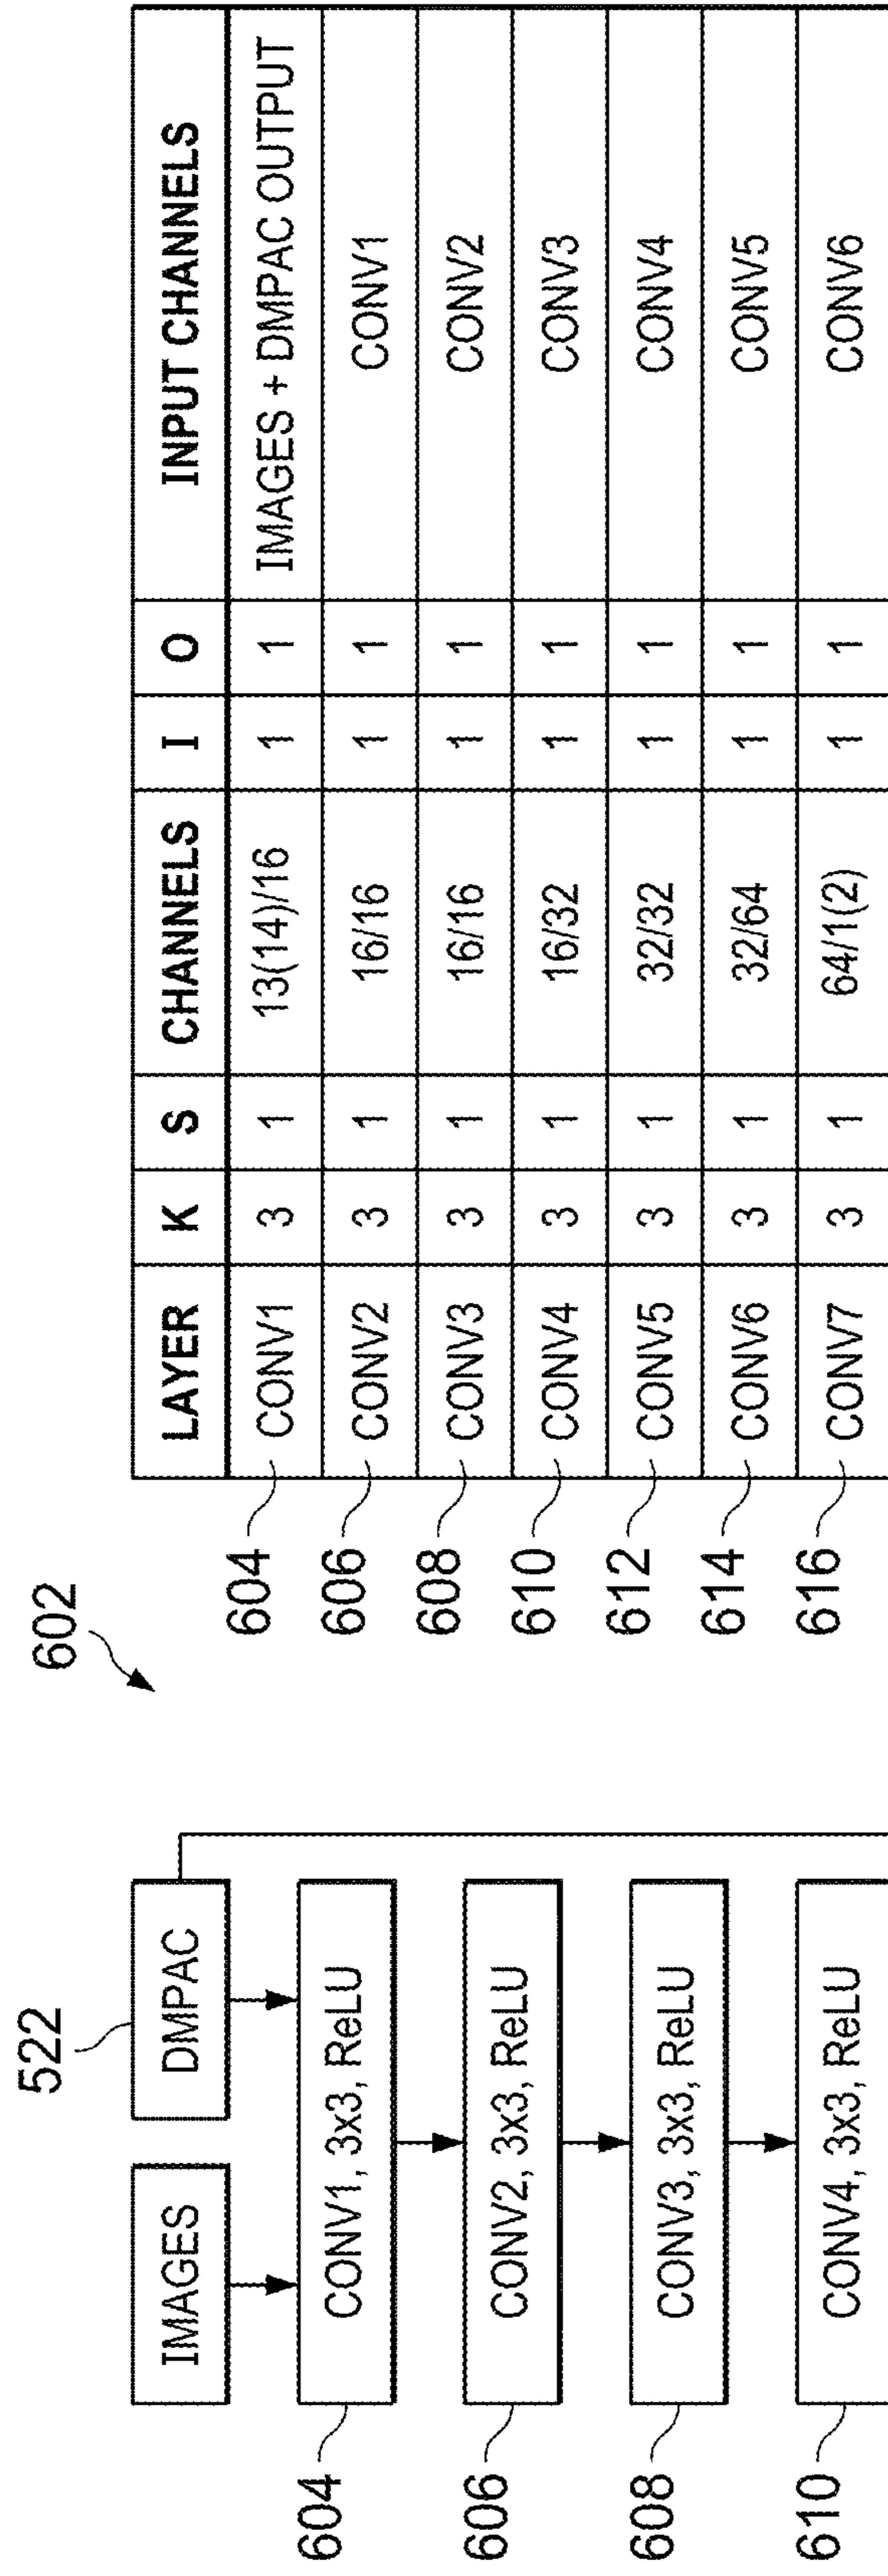 602
522
IMAGES
DMPAC
604
CONV1, 3x3, ReLU
606
CONV2, 3x3, ReLU
608
CONV3, 3x3, ReLU
610
CONV4, 3x3, ReLU
LAYER K S CHANNELS I O INPUT CHANNELS
604 CONV1 3 1 13(14)/16 1 1 IMAGES + DMPAC OUTPUT
606 CONV2 3 1 16/16 1 1 CONV1
608 CONV3 3 1 16/16 1 1 CONV2
610 CONV4 3 1 16/32 1 1 CONV3
612 CONV5 3 1 32/32 1 1 CONV4
614 CONV6 3 1 32/64 1 1 CONV5
616 CONV7 3 1 64/1(2) 1 1 CONV6